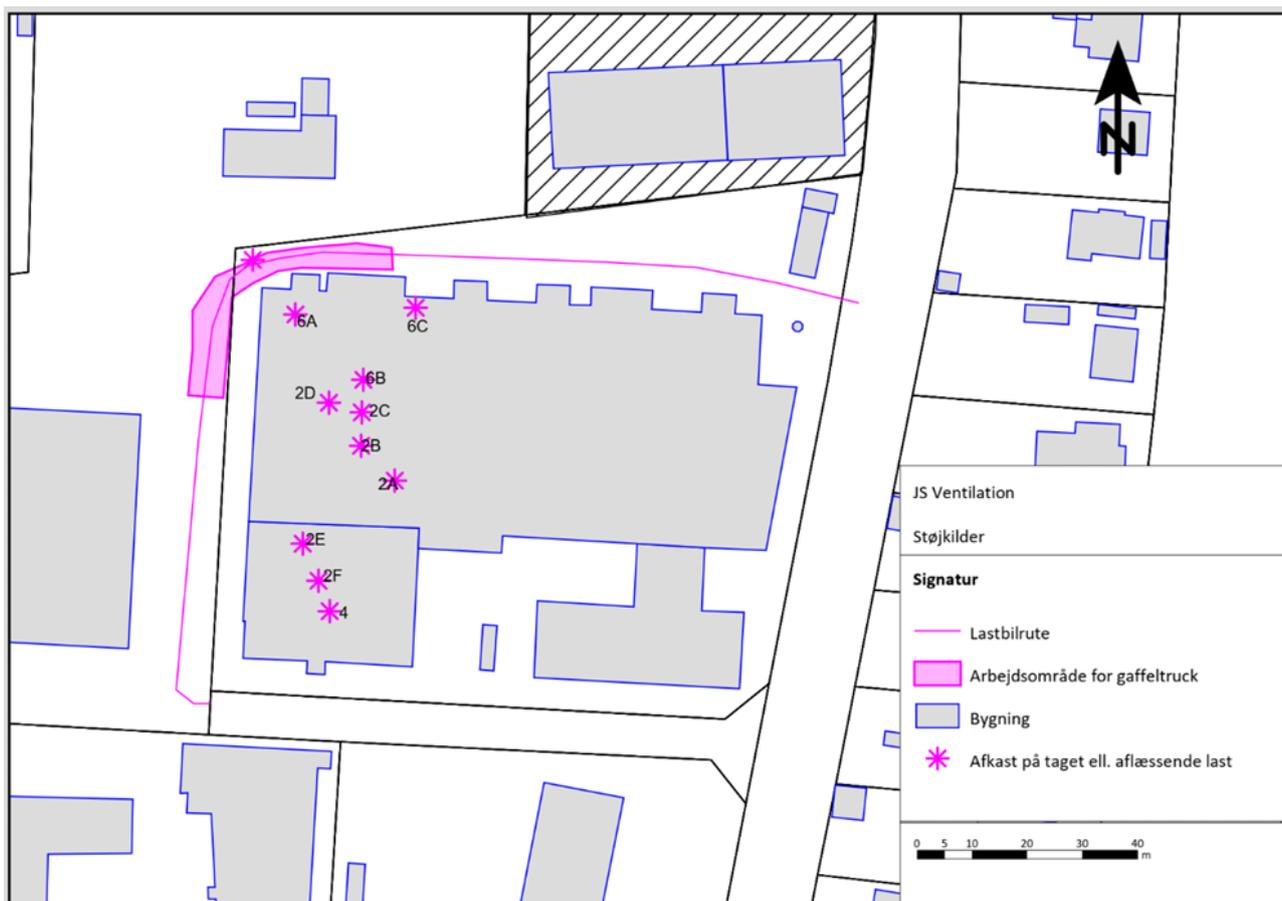 N
6A
6C
6B
2D
2C
2B
2A
2E
2F
4
JS Ventilation
Støjkilder
Signatur
Lastbilrute
Arbejdsområde for gaffeltruck
Bygning
Afkast på taget ell. aflæssende last
0 5 10 20 30 40
m